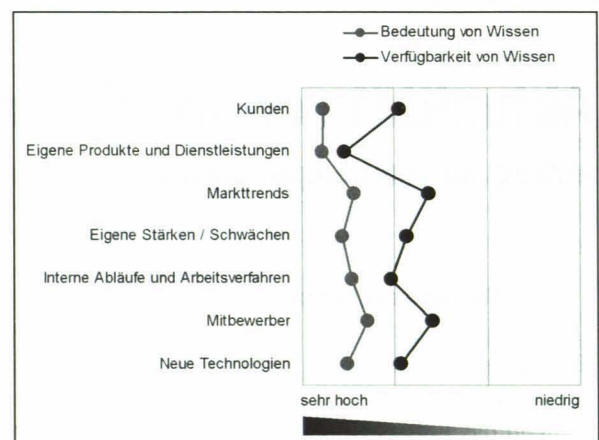 Bedeutung von Wissen
Verfügbarkeit von Wissen
Kunden
Eigene Produkte und Dienstleistungen
Markttrends
Eigene Stärken / Schwächen
Interne Abläufe und Arbeitsverfahren
Mitbewerber
Neue Technologien
sehr hoch niedrig